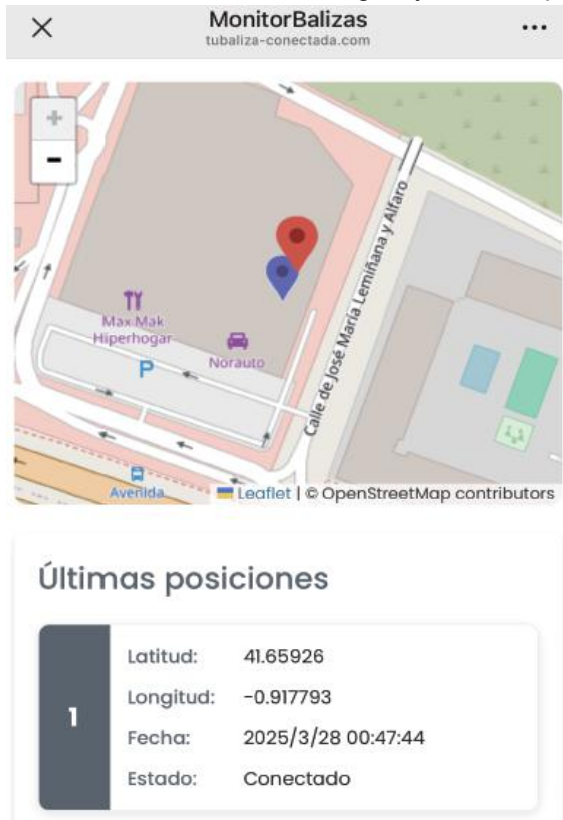 MonitorBalizas
tubaliza-conectada.com
+
-
Calle de José María Lemiñana y Alfaro
Max Mak
Hiperhogar
P
Norauto
Avenida
Leaflet | © OpenStreetMap contributors
Últimas posiciones
1
Latitud: 41.65926
Longitud: -0.917793
Fecha: 2025/3/28 00:47:44
Estado: Conectado